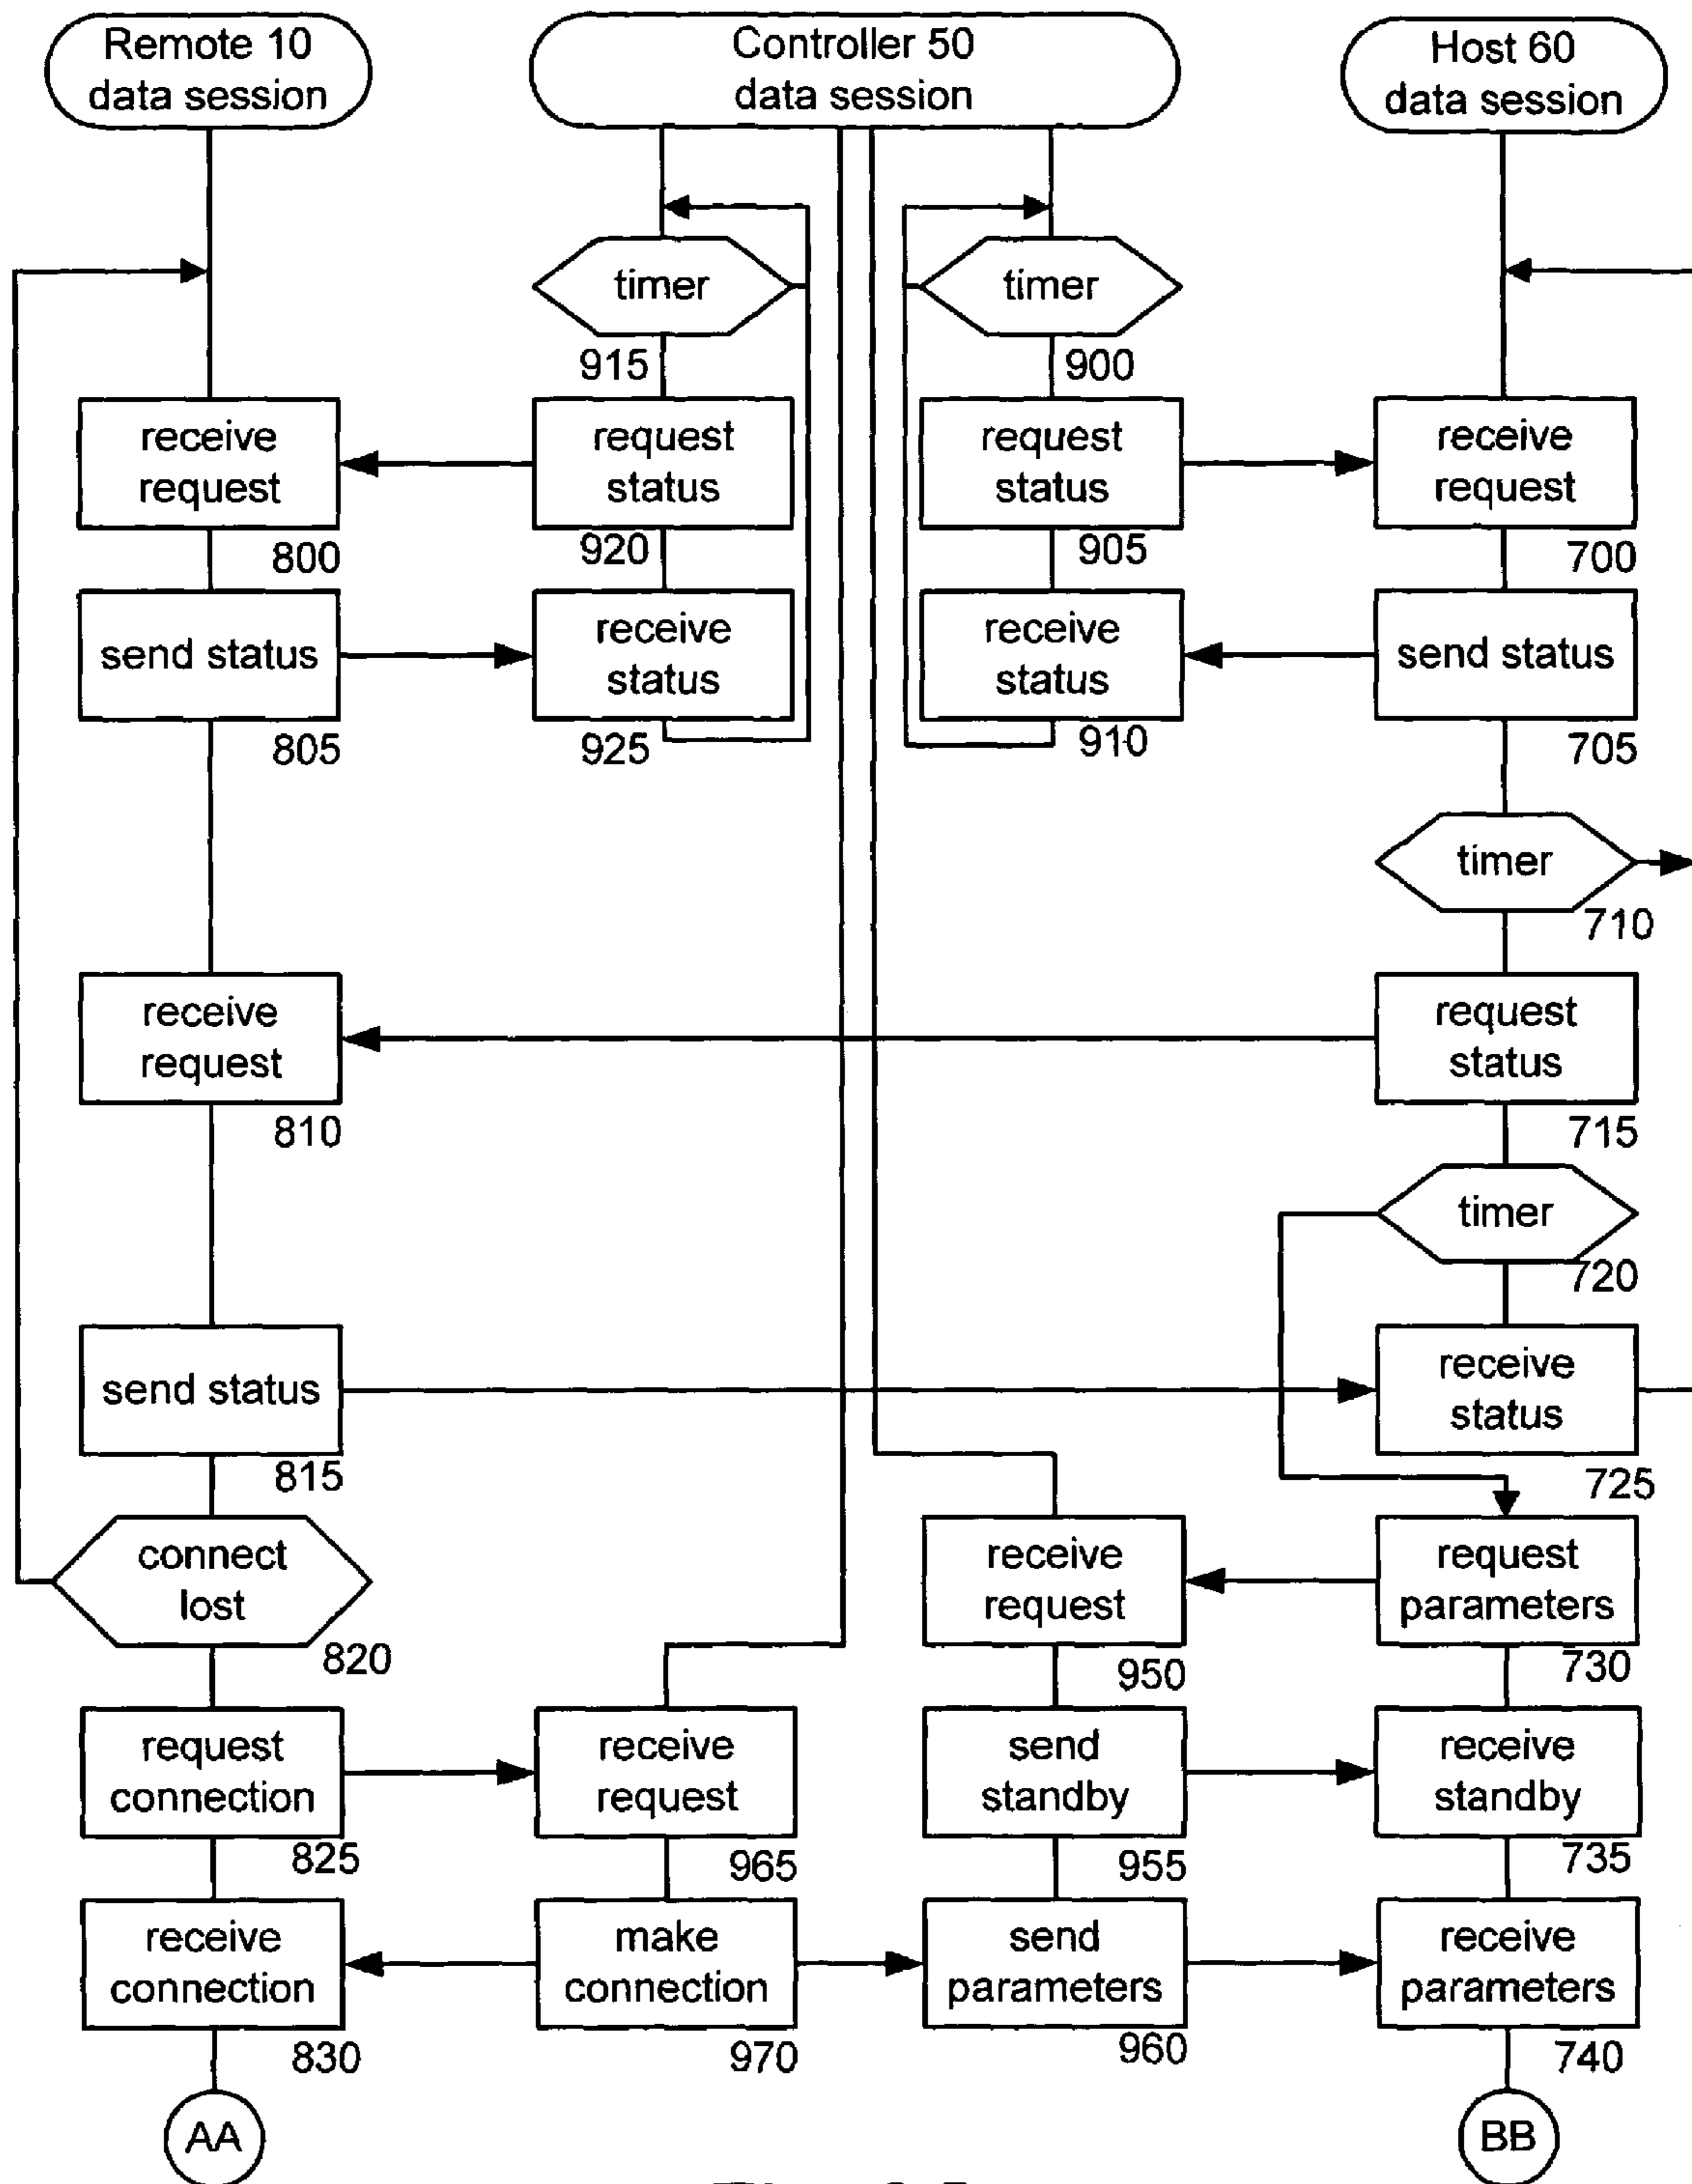 Remote 10
data session
Controller 50
data session
Host 60
data session
timer
915
timer
900
receive
request
800
request
status
920
request
status
905
receive
request
700
send status
805
receive
status
925
receive
status
910
send status
705
timer
710
receive
request
810
request
status
715
timer
720
send status
815
receive
status
725
connect
lost
820
receive
request
950
request
parameters
730
request
connection
825
receive
request
965
send
standby
955
receive
standby
735
receive
connection
830
make
connection
970
send
parameters
960
receive
parameters
740
AA
BB